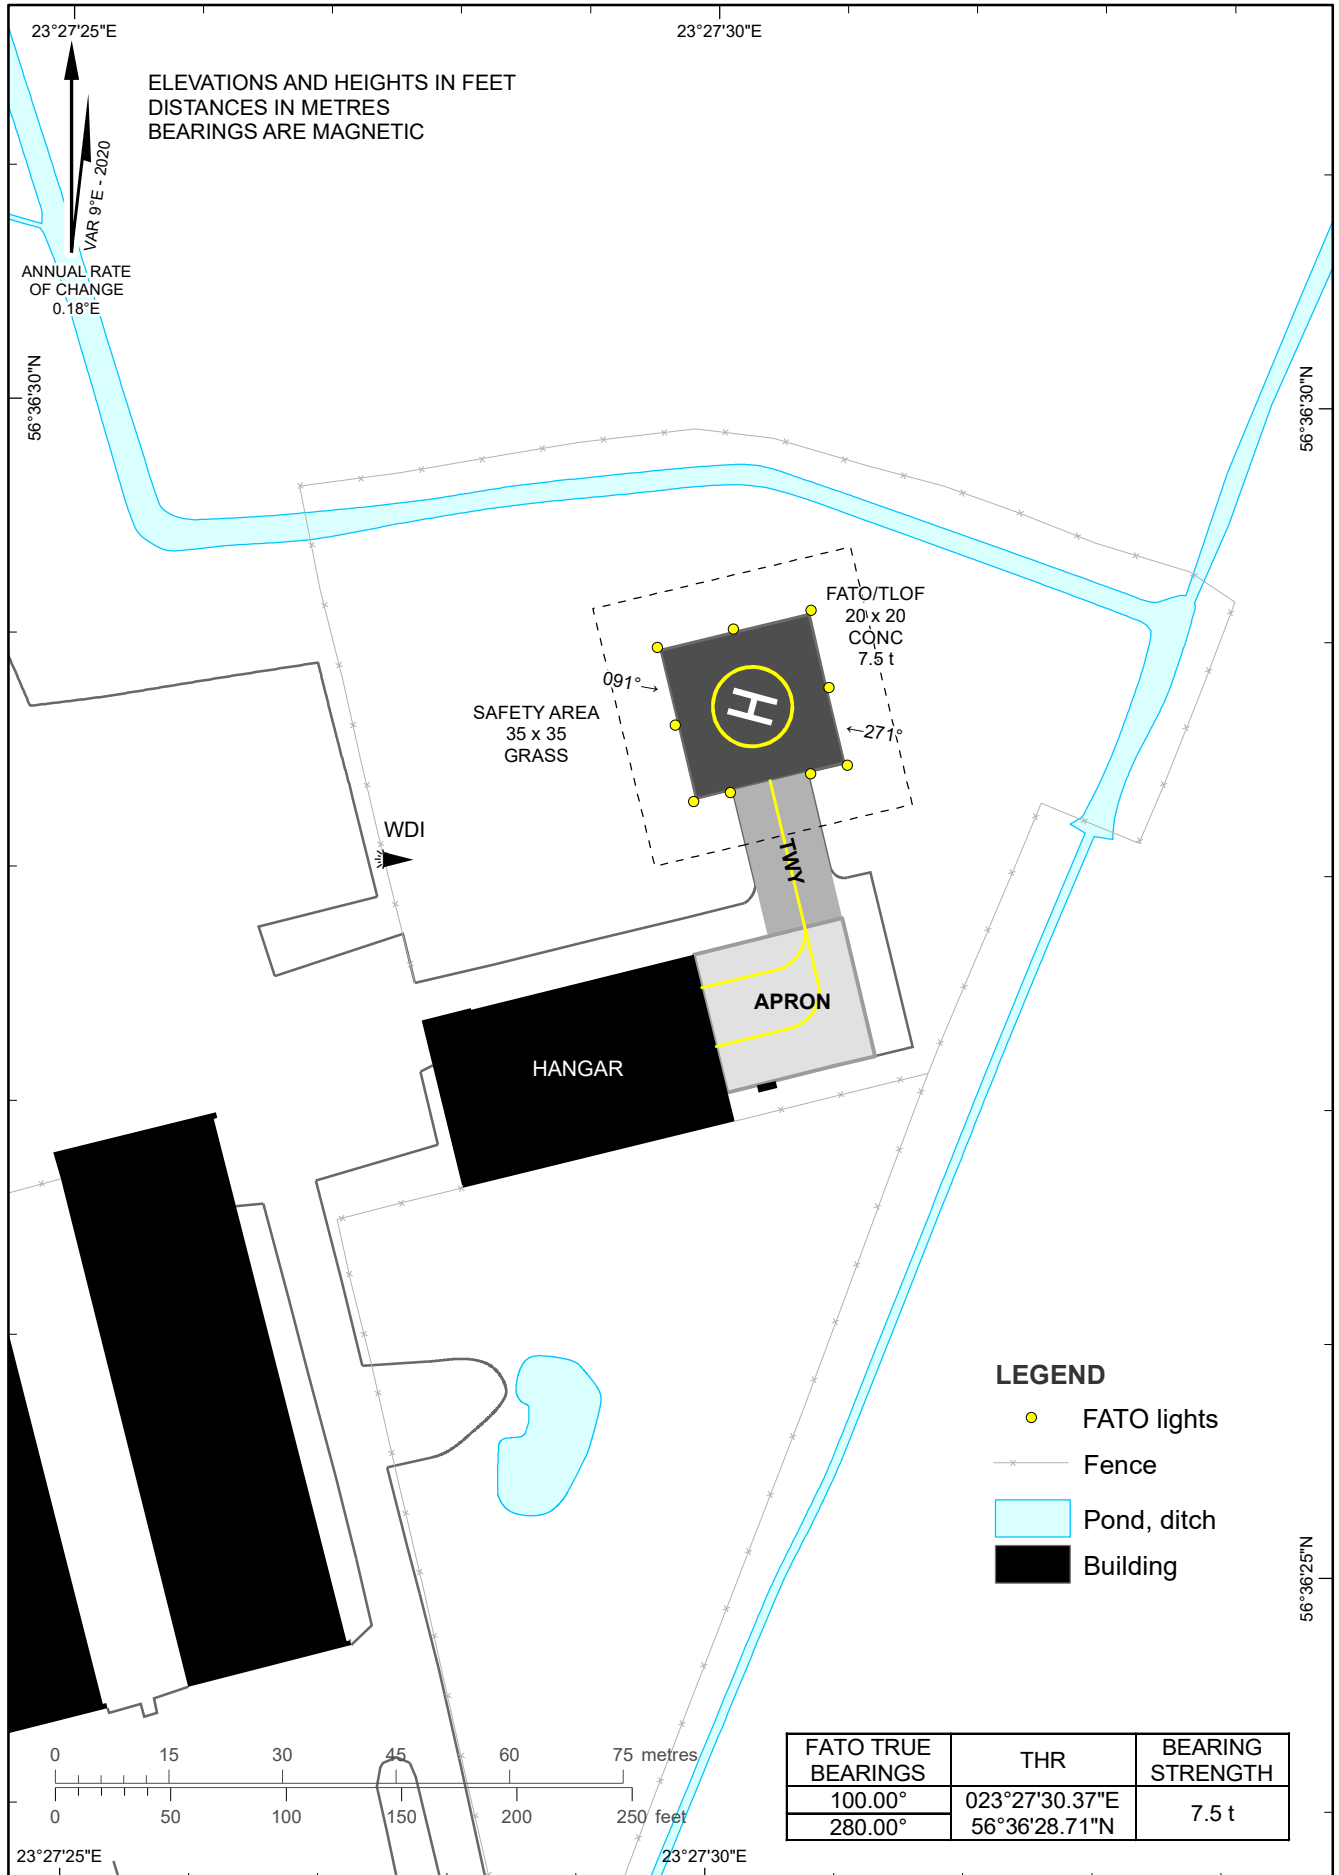 23°27'25"E
23°27'30"E
ELEVATIONS AND HEIGHTS IN FEET
DISTANCES IN METRES
BEARINGS ARE MAGNETIC
VAR 9°E - 2020
ANNUAL RATE
OF CHANGE
0.18°E
56°36'30"N
56°36'30"N
FATO/TLOF
20 x 20
CONC
7.5 t
091°→
SAFETY AREA
35 x 35
GRASS
H
←271°
WDI
TWY
APRON
HANGAR
LEGEND
FATO lights
Fence
Pond, ditch
Building
56°36'25"N
0 15 30 45 60 75 metres
0 50 100 150 200 250 feet
FATO TRUE
BEARINGS
THR
BEARING
STRENGTH
100.00°
280.00°
023°27'30.37"E
56°36'28.71"N
7.5 t
23°27'25"E
23°27'30"E